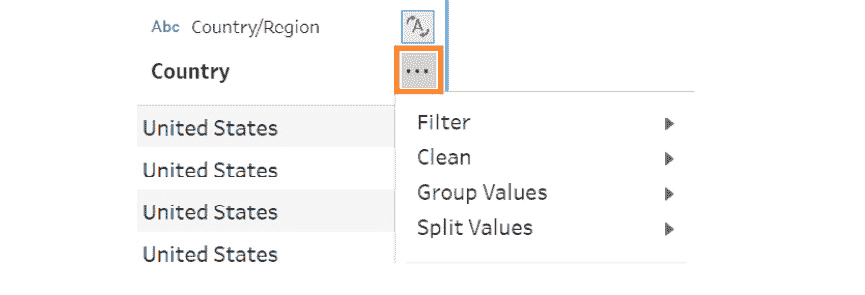 Abc Country/Region
Country
...
United States
United States
United States
United States
Filter
Clean
Group Values
Split Values